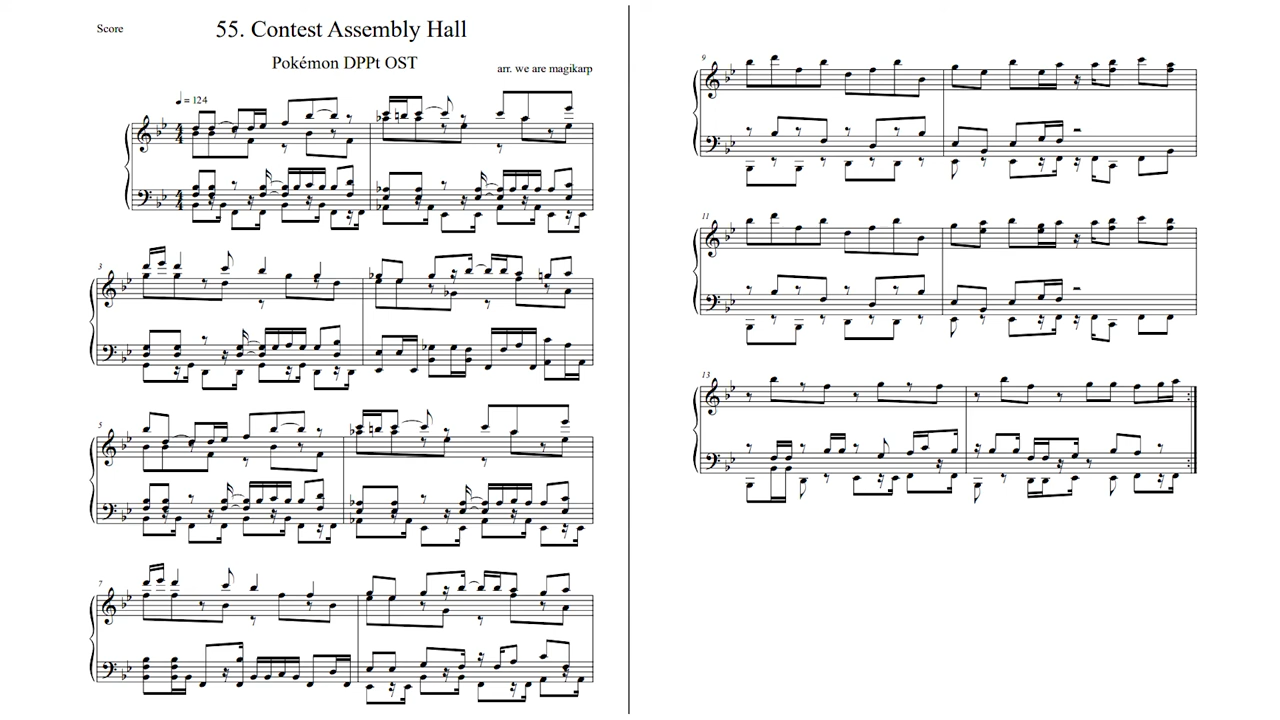 Score
55. Contest Assembly Hall
Pokémon DPPt OST
arr. we are magikarp
♩ = 124
3
5
7
9
11
13